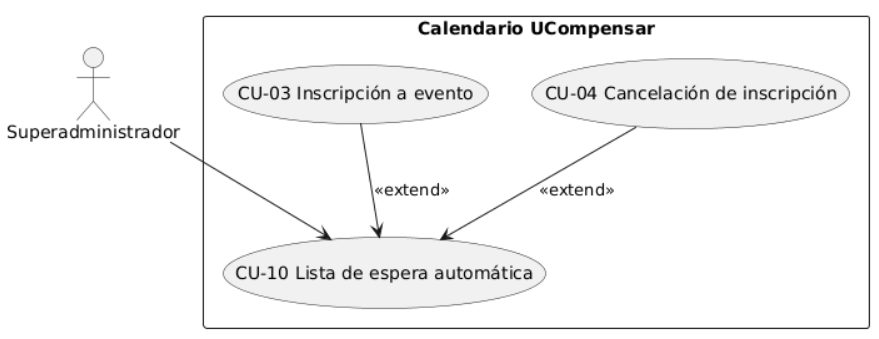 Calendario UCompensar
CU-03 Inscripción a evento
CU-04 Cancelación de inscripción
Superadministrador
«extend»
«extend»
CU-10 Lista de espera automática